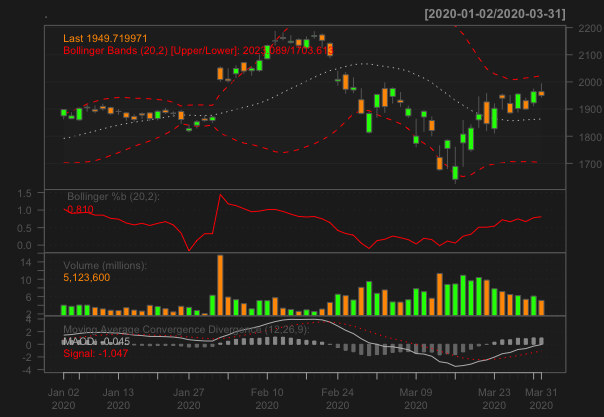 .
[2020-01-02/2020-03-31]
Last 1949.719971
Bollinger Bands (20,2) [Upper/Lower]: 2023.089/1703.619
2200
2100
2000
1900
1800
1700
Bollinger %b (20,2):
0.810
1.5
1.0
0.5
0.0
Volume (millions):
5,123,600
14
10
6
2
Moving Average Convergence Divergence (12,26,9):
MACD: -0.045
Signal: -1.047
4
2
0
-2
-4
Jan 02 Jan 13 Jan 27 Feb 10 Feb 24 Mar 09 Mar 23 Mar 31
2020 2020 2020 2020 2020 2020 2020 2020